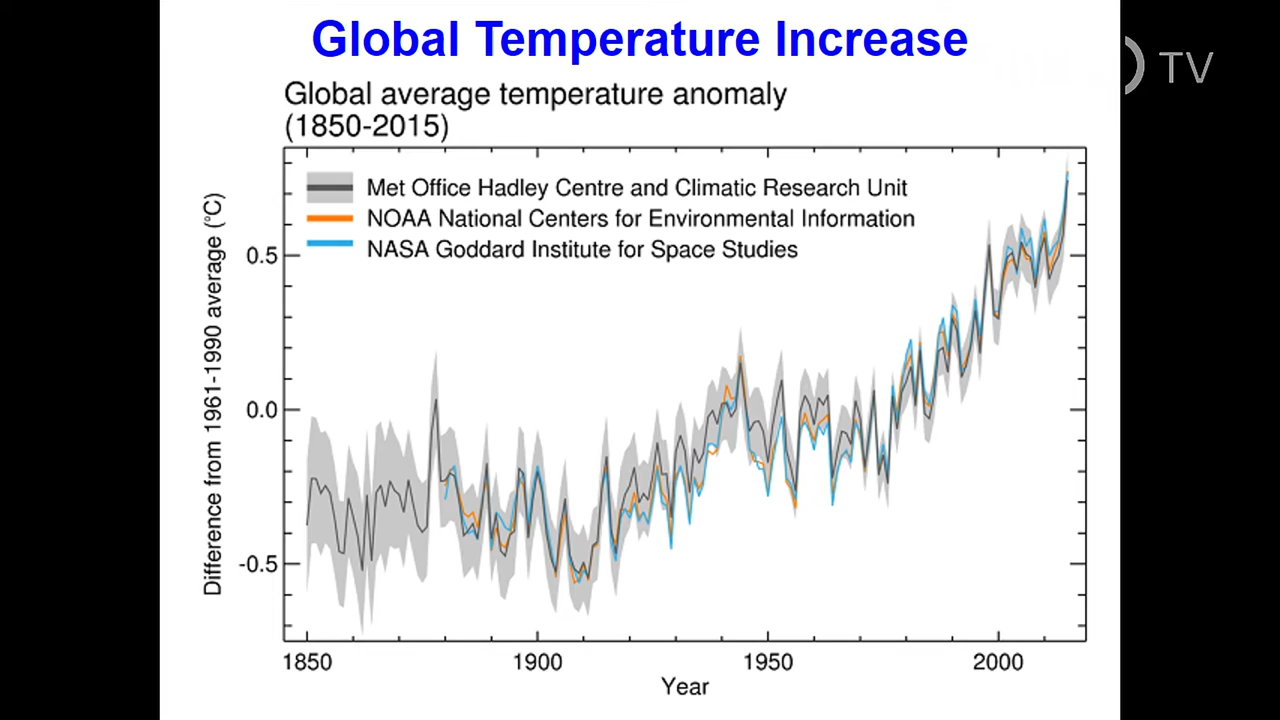 Global Temperature Increase
TV
Global average temperature anomaly
(1850-2015)
Met Office Hadley Centre and Climatic Research Unit
NOAA National Centers for Environmental Information
NASA Goddard Institute for Space Studies
Difference from 1961-1990 average (°C)
0.5
0.0
-0.5
1850 1900 1950 2000
Year